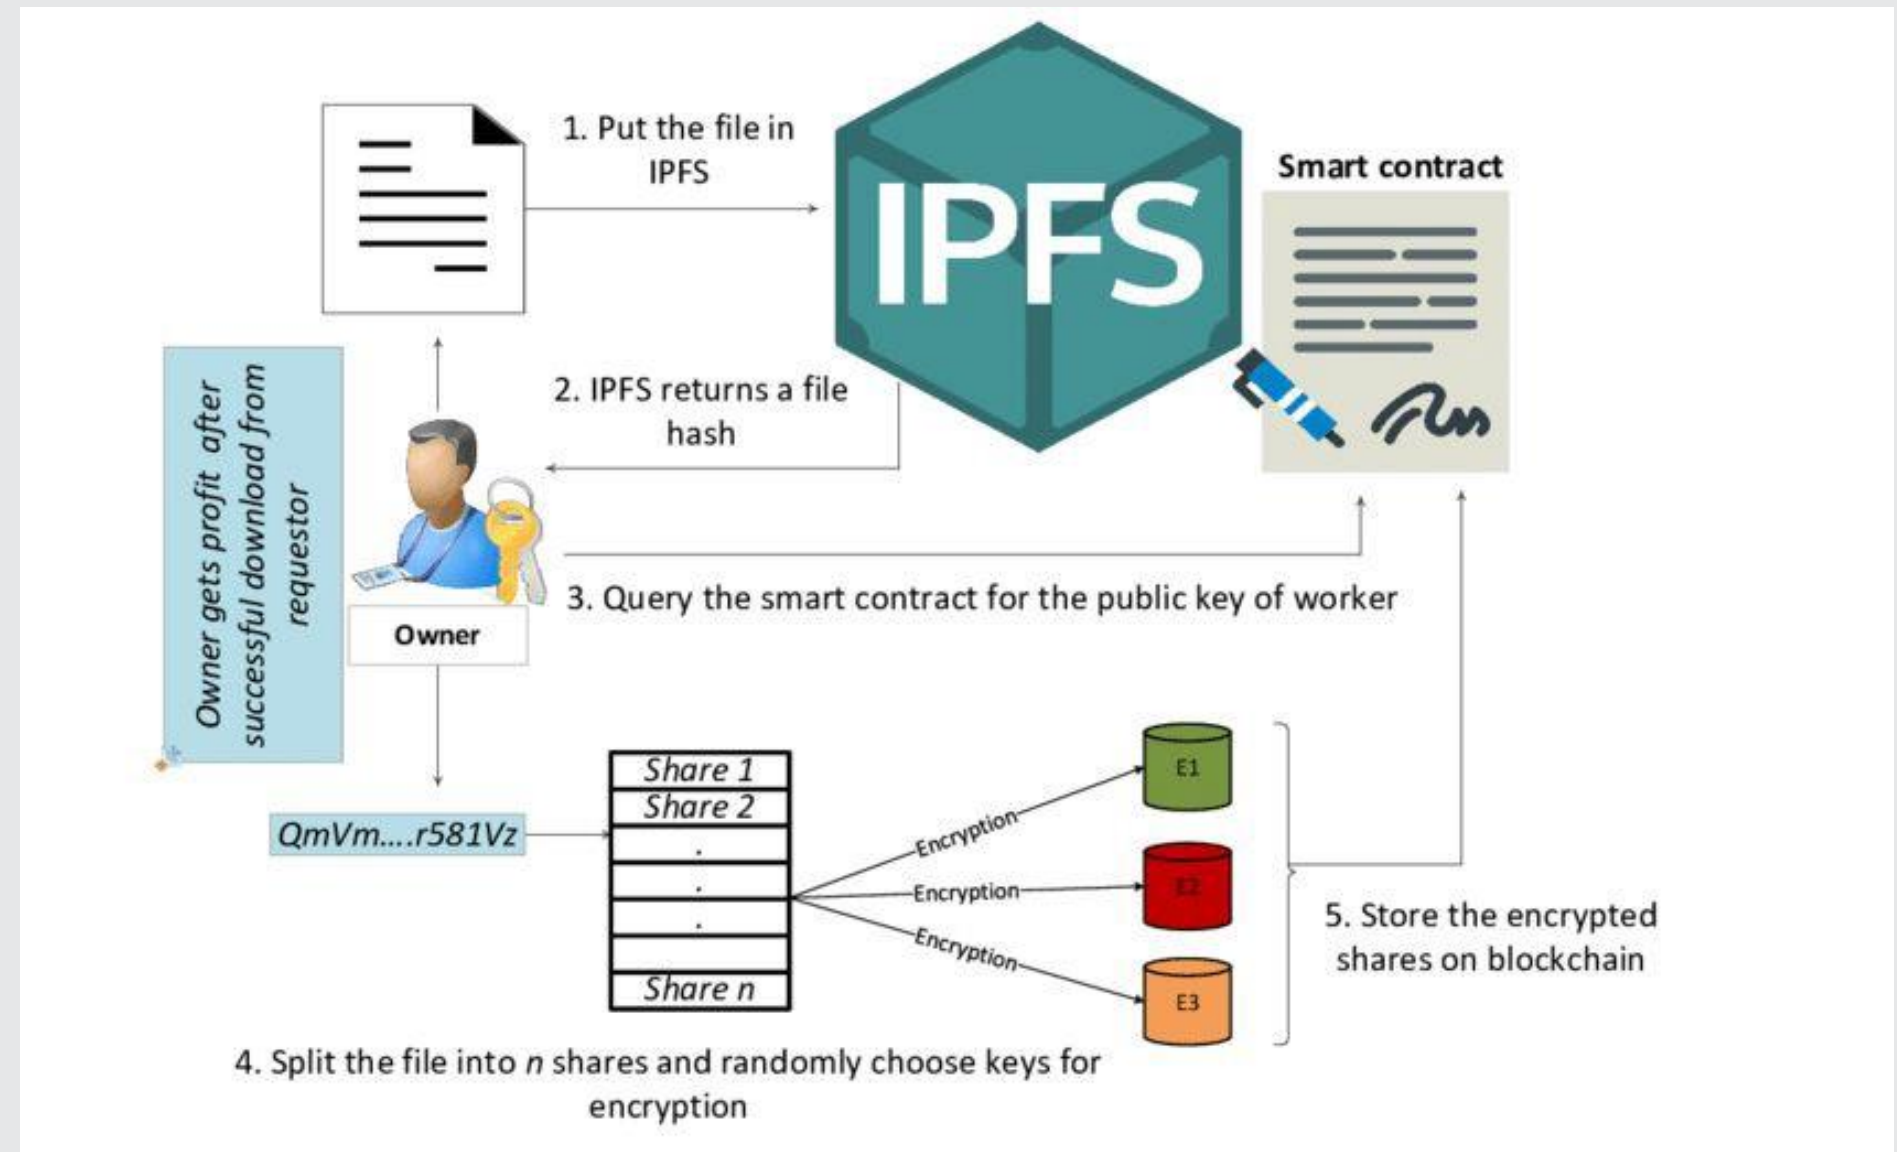 1. Put the file in
IPFS
IPFS
Smart contract
2. IPFS returns a file
hash
Owner gets profit after
successful download from
requestor
3. Query the smart contract for the public key of worker
Owner
QmVm....r581Vz
Share 1
Share 2
.
.
.
Share n
Encryption
Encryption
Encryption
E1
E2
E3
5. Store the encrypted
shares on blockchain
4. Split the file into n shares and randomly choose keys for
encryption